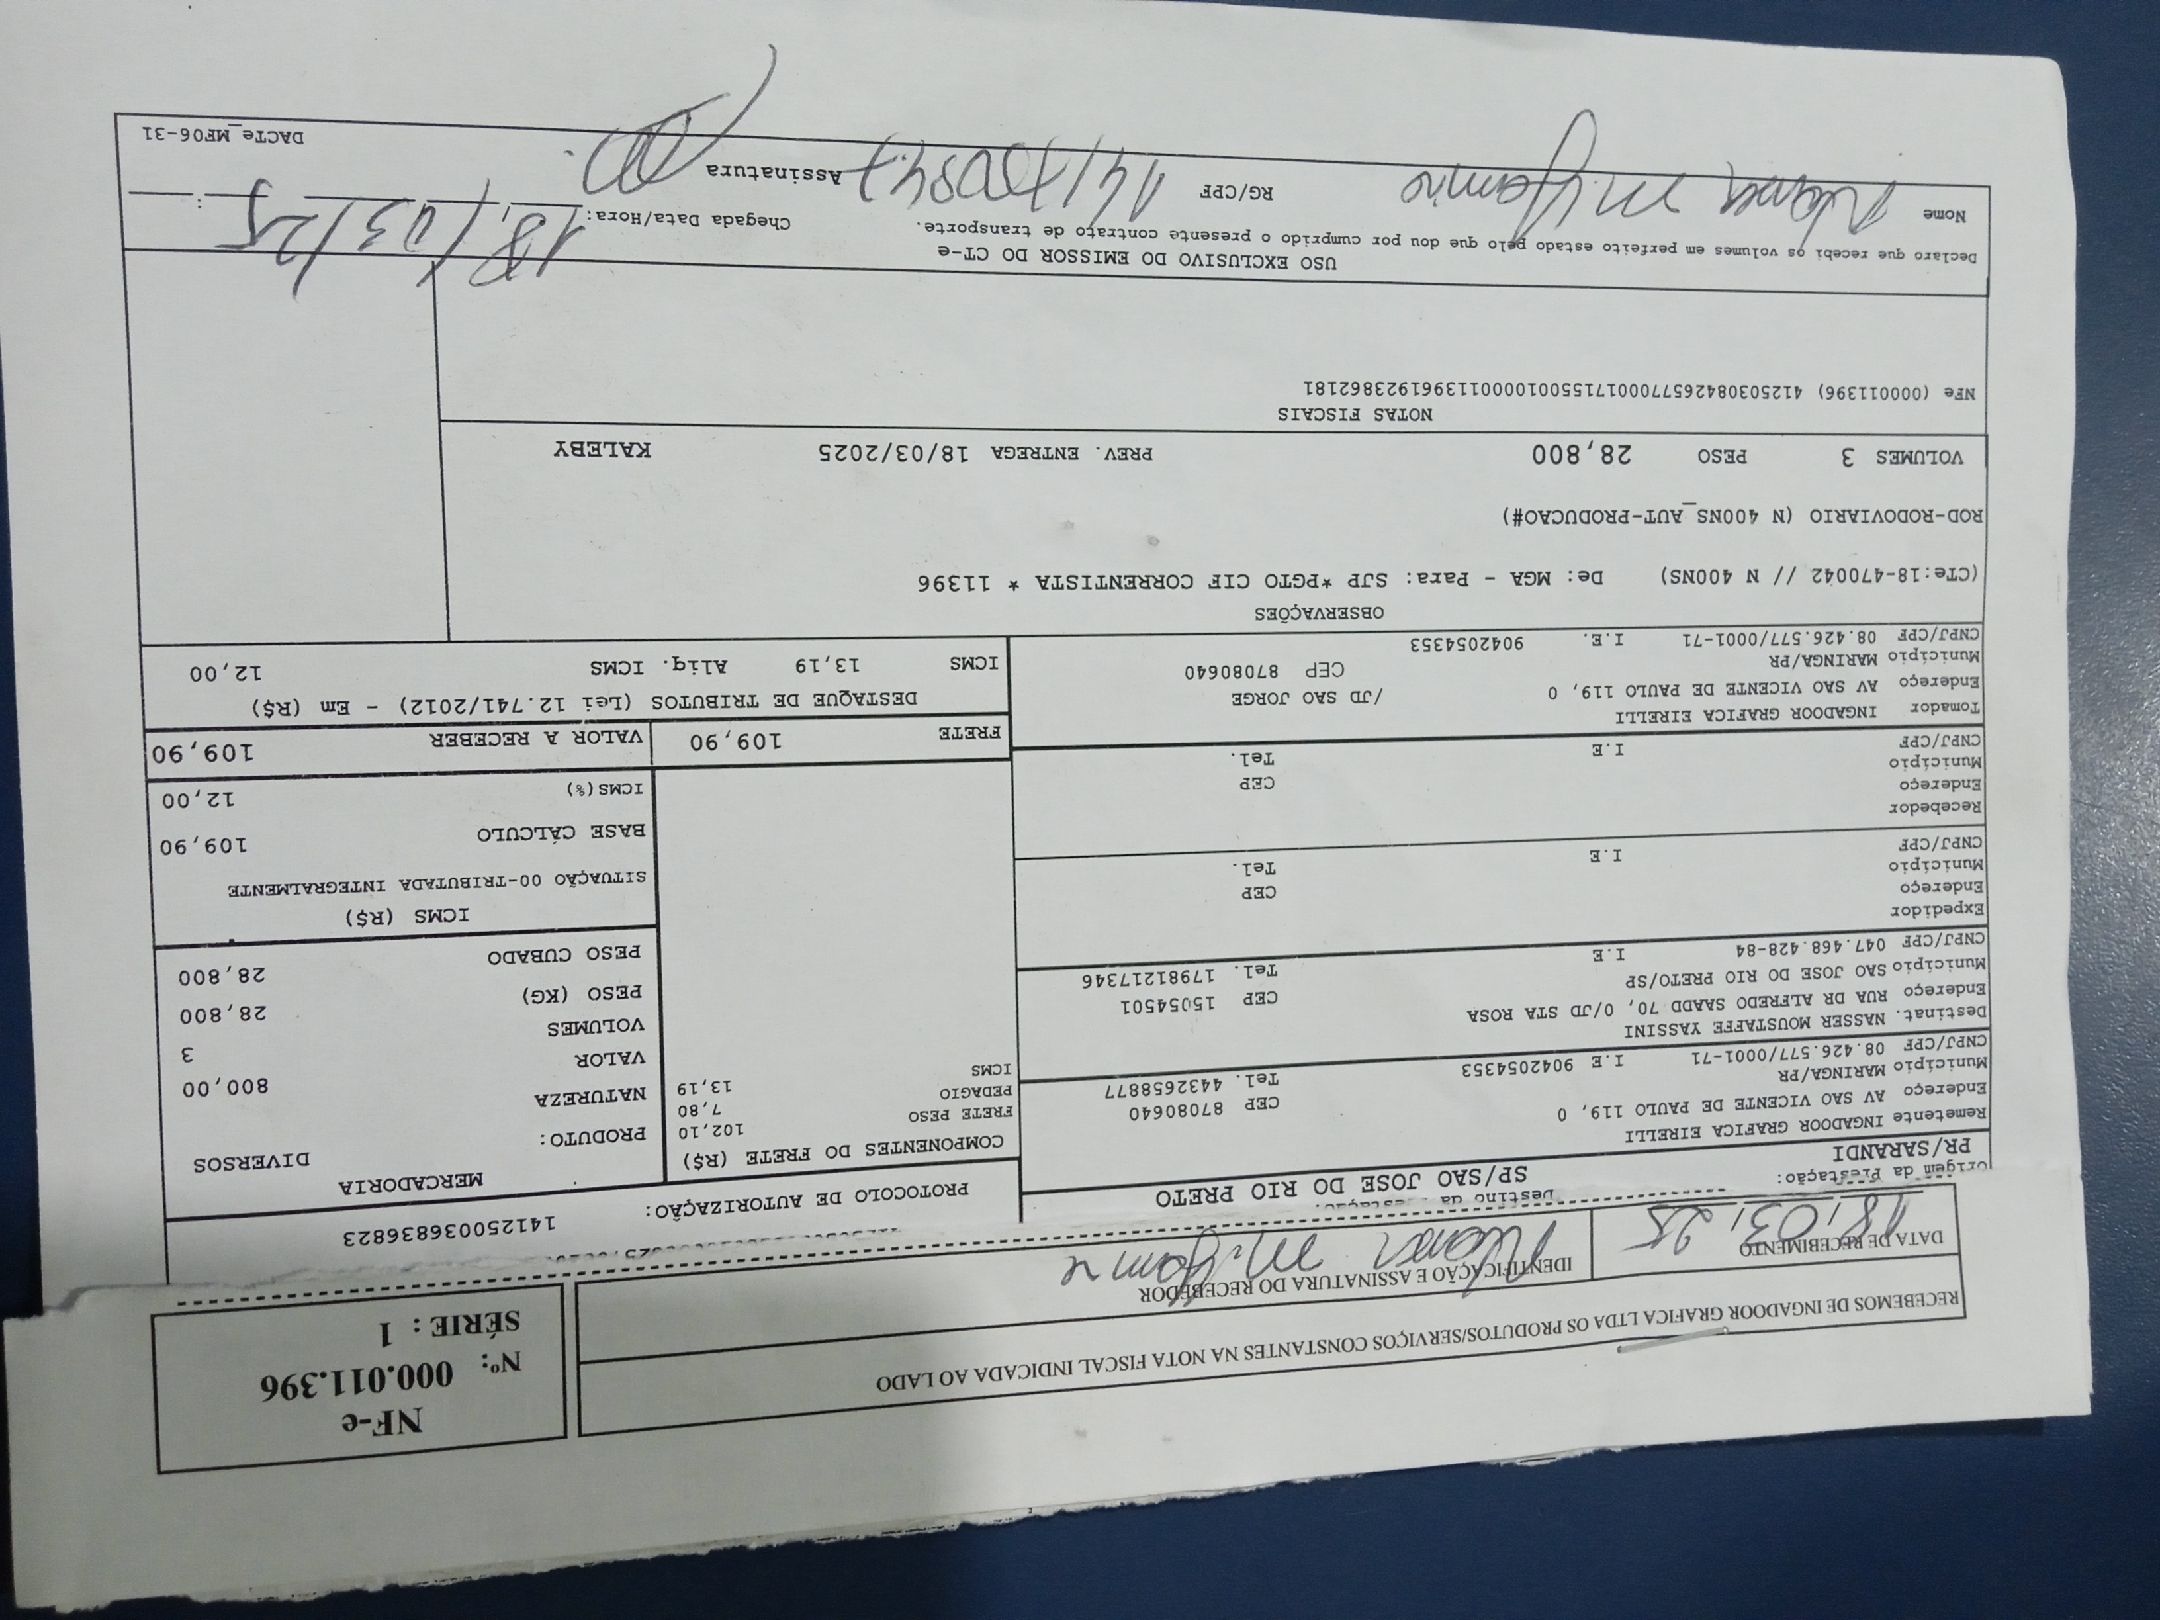 RECEBEMOS DE INGADOOR GRAFICA LTDA OS PRODUTOS/SERVIÇOS CONSTANTES NA NOTA FISCAL INDICADA AO LADO
NF-e
Nº: 000.011.396
SÉRIE : 1
DATA DE RECEBIMENTO
18, 03, 25
IDENTIFICAÇÃO E ASSINATURA DO RECEBEDOR
Origem da Prestação:
PR/SARANDI
SP/SAO JOSE DO RIO PRETO
PROTOCOLO DE AUTORIZAÇÃO: 141250036836823
Remetente INGADOOR GRAFICA EIRELLI
Endereço AV SAO VICENTE DE PAULO 119, 0 CEP 87080640
Município MARINGA/PR Tel. 4432658877
CNPJ/CPF 08.426.577/0001-71 I.E 9042054353
Destinat. NASSER MOUSTAFFE YASSINI
Endereço RUA DR ALFREDO SAADD 70, 0/JD STA ROSA CEP 15054501
Município SAO JOSE DO RIO PRETO/SP Tel. 17981217346
CNPJ/CPF 047.468.428-84 I.E
Expedidor
Endereço CEP
Município Tel.
CNPJ/CPF I.E
Recebedor
Endereço CEP
Município Tel.
CNPJ/CPF I.E
Tomador INGADOOR GRAFICA EIRELLI
Endereço AV SAO VICENTE DE PAULO 119, 0 /JD SAO JORGE
Município MARINGA/PR CEP 87080640
CNPJ/CPF 08.426.577/0001-71 I.E. 9042054353
COMPONENTES DO FRETE (R$)
FRETE PESO 102,10
PEDAGIO 7,80
ICMS 13,19
MERCADORIA
PRODUTO: DIVERSOS
NATUREZA
VALOR 800,00
VOLUMES 3
PESO (KG) 28,800
PESO CUBADO 28,800
ICMS (R$)
SITUAÇÃO 00-TRIBUTADA INTEGRALMENTE
BASE CÁLCULO 109,90
ICMS(%) 12,00
FRETE 109,90 VALOR A RECEBER 109,90
DESTAQUE DE TRIBUTOS (Lei 12.741/2012) - Em (R$)
ICMS 13,19 Aliq. ICMS 12,00
OBSERVAÇÕES
(CTe:18-470042 // N 400NS) De: MGA - Para: SJP *PGTO CIF CORRENTISTA * 11396
ROD-RODOVIARIO (N 400NS_AUT-PRODUCAO#)
VOLUMES 3 PESO 28,800 PREV. ENTREGA 18/03/2025 KALEBY
NOTAS FISCAIS
NFe (000011396) 41250308426577000171550010000113961923862181
USO EXCLUSIVO DO EMISSOR DO CT-e
Declaro que recebi os volumes em perfeito estado pelo que dou por cumprido o presente contrato de transporte.
Chegada Data/Hora: 18/03/25 :
Nome RG/CPF Assinatura
DACTe_MF06-31